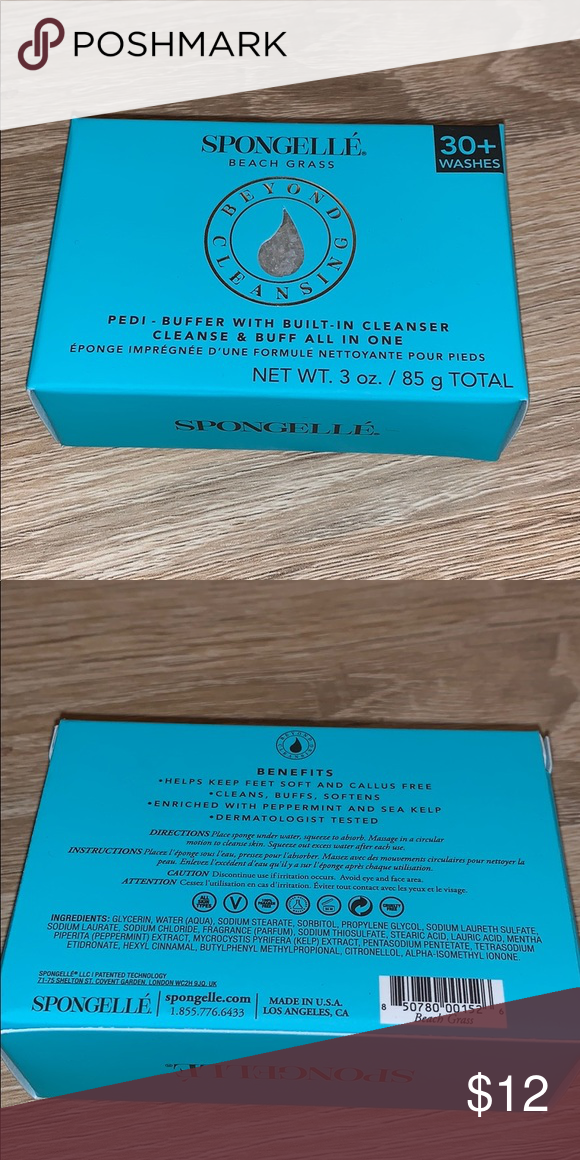 POSHMARK
SPONGELLÉ®
BEACH GRASS
30+
WASHES
BEYOND CLEANSING
PEDI - BUFFER WITH BUILT-IN CLEANSER
CLEANSE & BUFF ALL IN ONE
ÉPONGE IMPRÉGNÉE D'UNE FORMULE NETTOYANTE POUR PIEDS
NET WT. 3 oz. / 85 g TOTAL
SPONGELLÉ®
BENEFITS
•HELPS KEEP FEET SOFT AND CALLUS FREE
•CLEANS, BUFFS, SOFTENS
•ENRICHED WITH PEPPERMINT AND SEA KELP
•DERMATOLOGIST TESTED
DIRECTIONS Place sponge under water, squeeze to absorb. Massage in a circular
motion to cleanse skin. Squeeze out excess water after each use.
INSTRUCTIONS Placez l'éponge sous l'eau, pressez pour l'absorber. Massez avec des mouvements circulaires pour nettoyer la
peau. Enlevez l'excédent d'eau qu'il y a sur l'éponge après chaque utilisation.
CAUTION Discontinue use if irritation occurs. Avoid eye and face area.
ATTENTION Cessez l'utilisation en cas d'irritation. Éviter tout contact avec les yeux et le visage.
ALL SKIN TYPES
V
INGREDIENTS: GLYCERIN, WATER (AQUA), SODIUM STEARATE, SORBITOL, PROPYLENE GLYCOL, SODIUM LAURETH SULFATE,
SODIUM LAURATE, SODIUM CHLORIDE, FRAGRANCE (PARFUM), SODIUM THIOSULFATE, STEARIC ACID, LAURIC ACID, MENTHA
PIPERITA (PEPPERMINT) EXTRACT, MYCROCYSTIS PYRIFERA (KELP) EXTRACT, PENTASODIUM PENTETATE, TETRASODIUM
ETIDRONATE, HEXYL CINNAMAL, BUTYLPHENYL METHYLPROPIONAL, CITRONELLOL, ALPHA-ISOMETHYL IONONE.
SPONGELLÉ® LLC I PATENTED TECHNOLOGY
71-75 SHELTON ST. COVENT GARDEN, LONDON WC2H 9JQ, UK
SPONGELLÉ
spongelle.com
1.855.776.6433
MADE IN U.S.A.
LOS ANGELES, CA
8 50780 00152 6
Beach Grass
SPONGELLÉ
$12